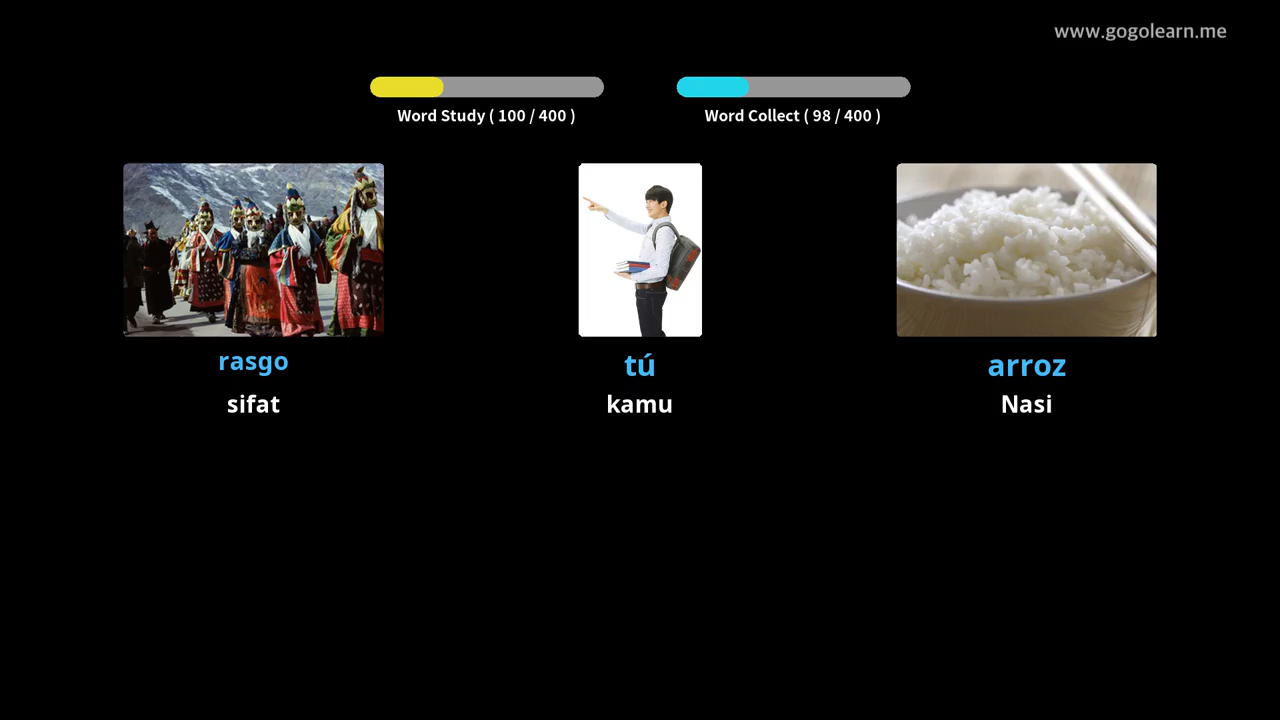 www.gogolearn.me
Word Study ( 100 / 400 )
Word Collect ( 98 / 400 )
rasgo
tú
arroz
sifat
kamu
Nasi